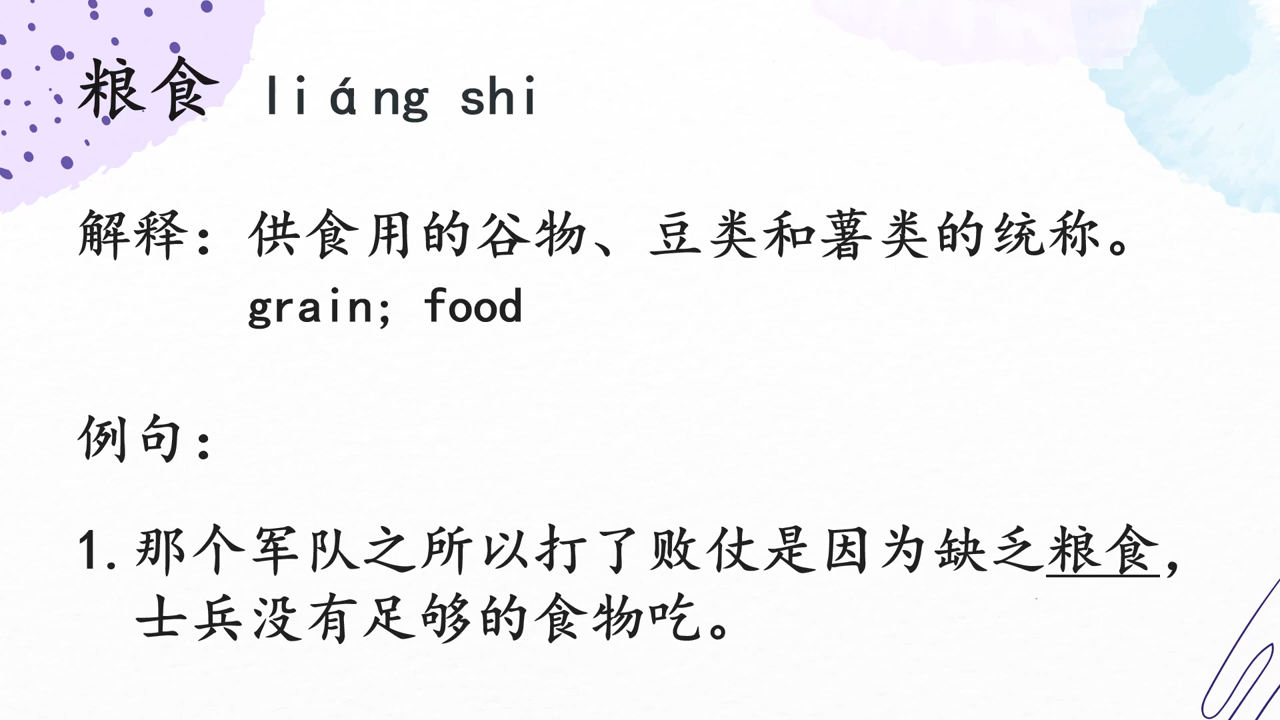 粮食 liáng shi
解释：供食用的谷物、豆类和薯类的统称。
grain; food
例句：
1. 那个军队之所以打了败仗是因为缺乏粮食，
士兵没有足够的食物吃。